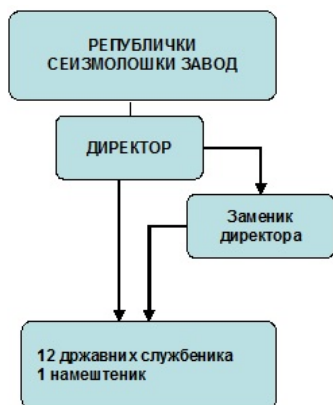 РЕПУБЛИЧКИ
СЕИЗМОЛОШКИ ЗАВОД
ДИРЕКТОР
Заменик
директора
12 државних службеника
1 намештеник